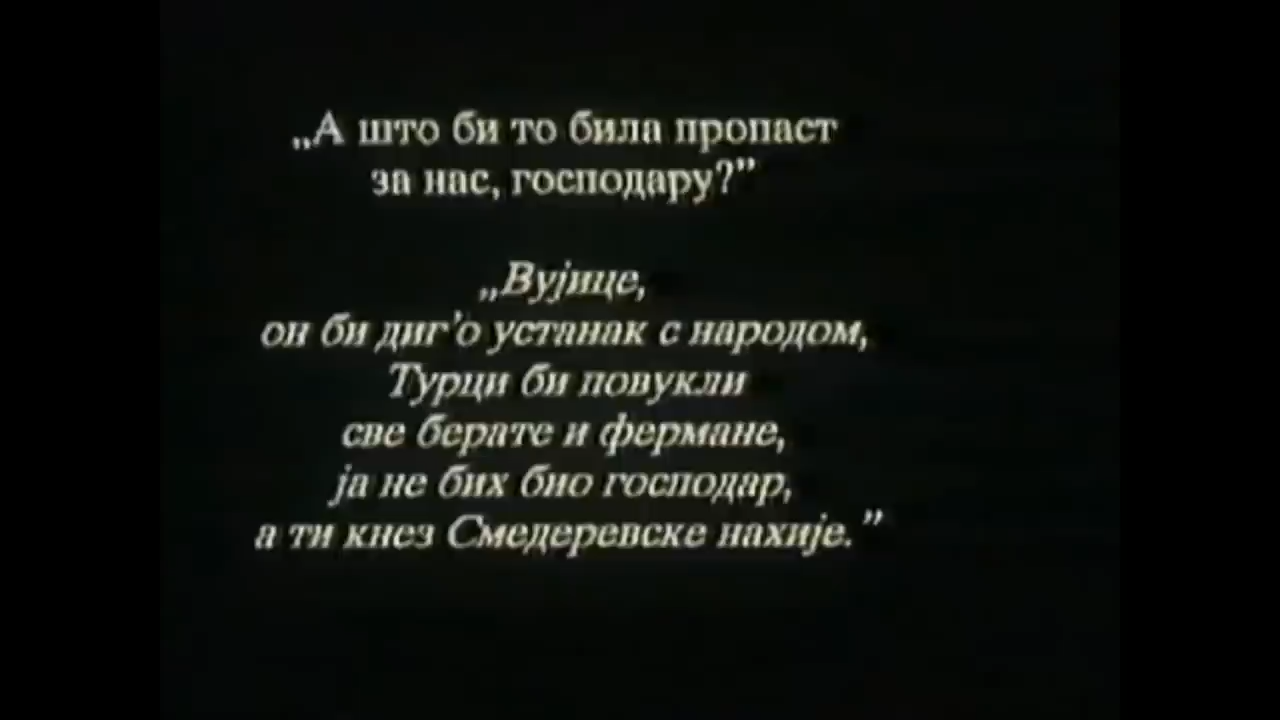 „А што би то била пропаст
за нас, господару?”
„Вујице,
он би диг’о устанак с народом,
Турци би повукли
све берате и фермане,
ја не бих био господар,
а ти кнез Смедеревске нахије.”